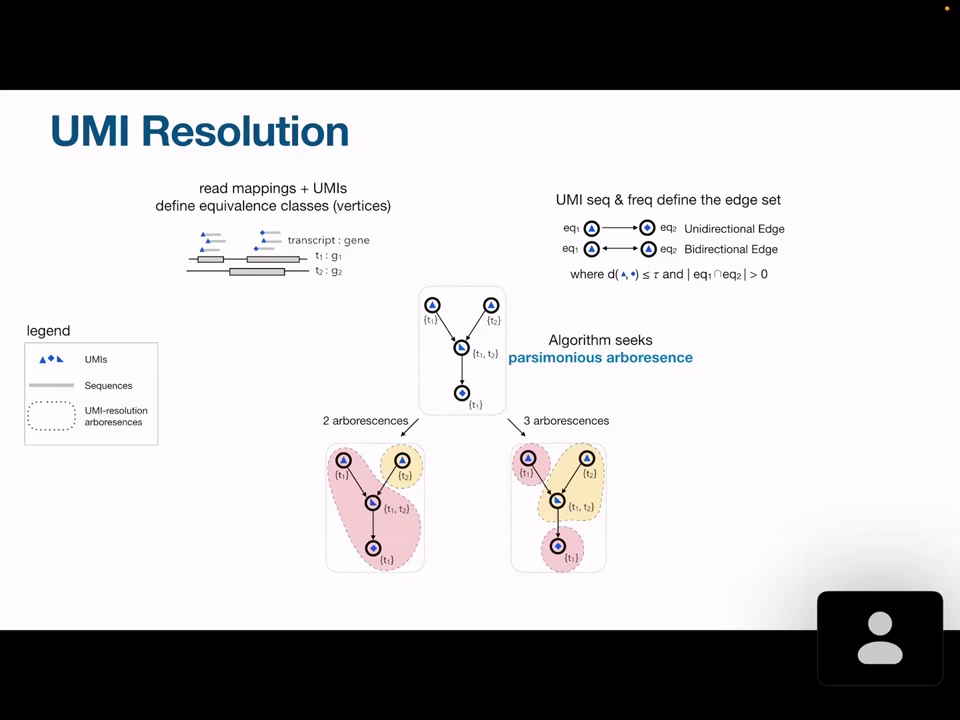 UMI Resolution
read mappings + UMIs
define equivalence classes (vertices)
transcript : gene
t₁ : g₁
t₂ : g₂
UMI seq & freq define the edge set
eq₁ eq₂ Unidirectional Edge
eq₁ eq₂ Bidirectional Edge
where d(▲,◆) ≤ τ and | eq₁ ∩ eq₂ | > 0
legend
UMIs
Sequences
UMI-resolution
arboresences
{t₁} {t₂}
{t₁, t₂}
{t₁}
Algorithm seeks
parsimonious arboresence
2 arborescences
3 arborescences
{t₁} {t₂}
{t₁, t₂}
{t₁}
{t₁} {t₂}
{t₁, t₂}
{t₁}